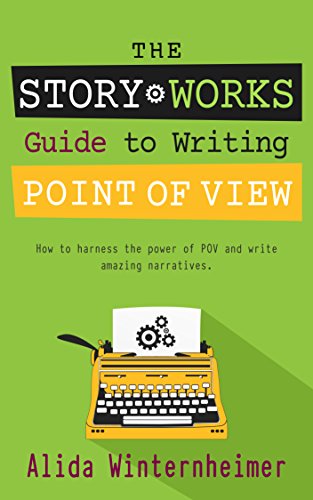 THE
STORY WORKS
Guide to Writing
POINT OF VIEW
How to harness the power of POV and write
amazing narratives.
Alida Winternheimer